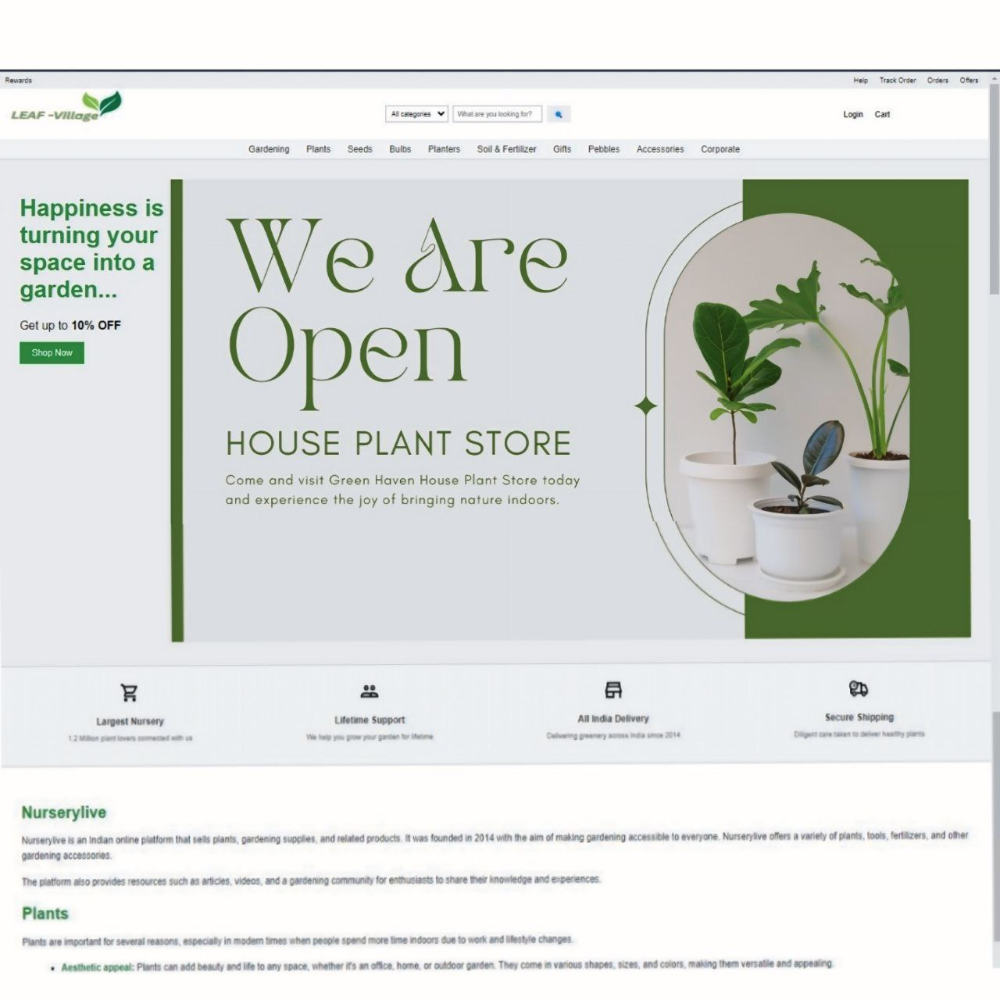 Rewards
Help Track Order Orders Offers
LEAF -Village
All categories What are you looking for?
Login Cart
Gardening Plants Seeds Bulbs Planters Soil & Fertilizer Gifts Pebbles Accessories Corporate
Happiness is
turning your
space into a
garden...
Get up to 10% OFF
Shop Now
We Are
Open
HOUSE PLANT STORE
Come and visit Green Haven House Plant Store today
and experience the joy of bringing nature indoors.
Largest Nursery
1.2 Million plant lovers connected with us
Lifetime Support
We help you grow your garden for lifetime
All India Delivery
Delivering greenery across India since 2014
Secure Shipping
Diligent care taken to deliver healthy plants
Nurserylive
Nurserylive is an Indian online platform that sells plants, gardening supplies, and related products. It was founded in 2014 with the aim of making gardening accessible to everyone. Nurserylive offers a variety of plants, tools, fertilizers, and other
gardening accessories.
The platform also provides resources such as articles, videos, and a gardening community for enthusiasts to share their knowledge and experiences.
Plants
Plants are important for several reasons, especially in modern times when people spend more time indoors due to work and lifestyle changes.
• Aesthetic appeal: Plants can add beauty and life to any space, whether it's an office, home, or outdoor garden. They come in various shapes, sizes, and colors, making them versatile and appealing.